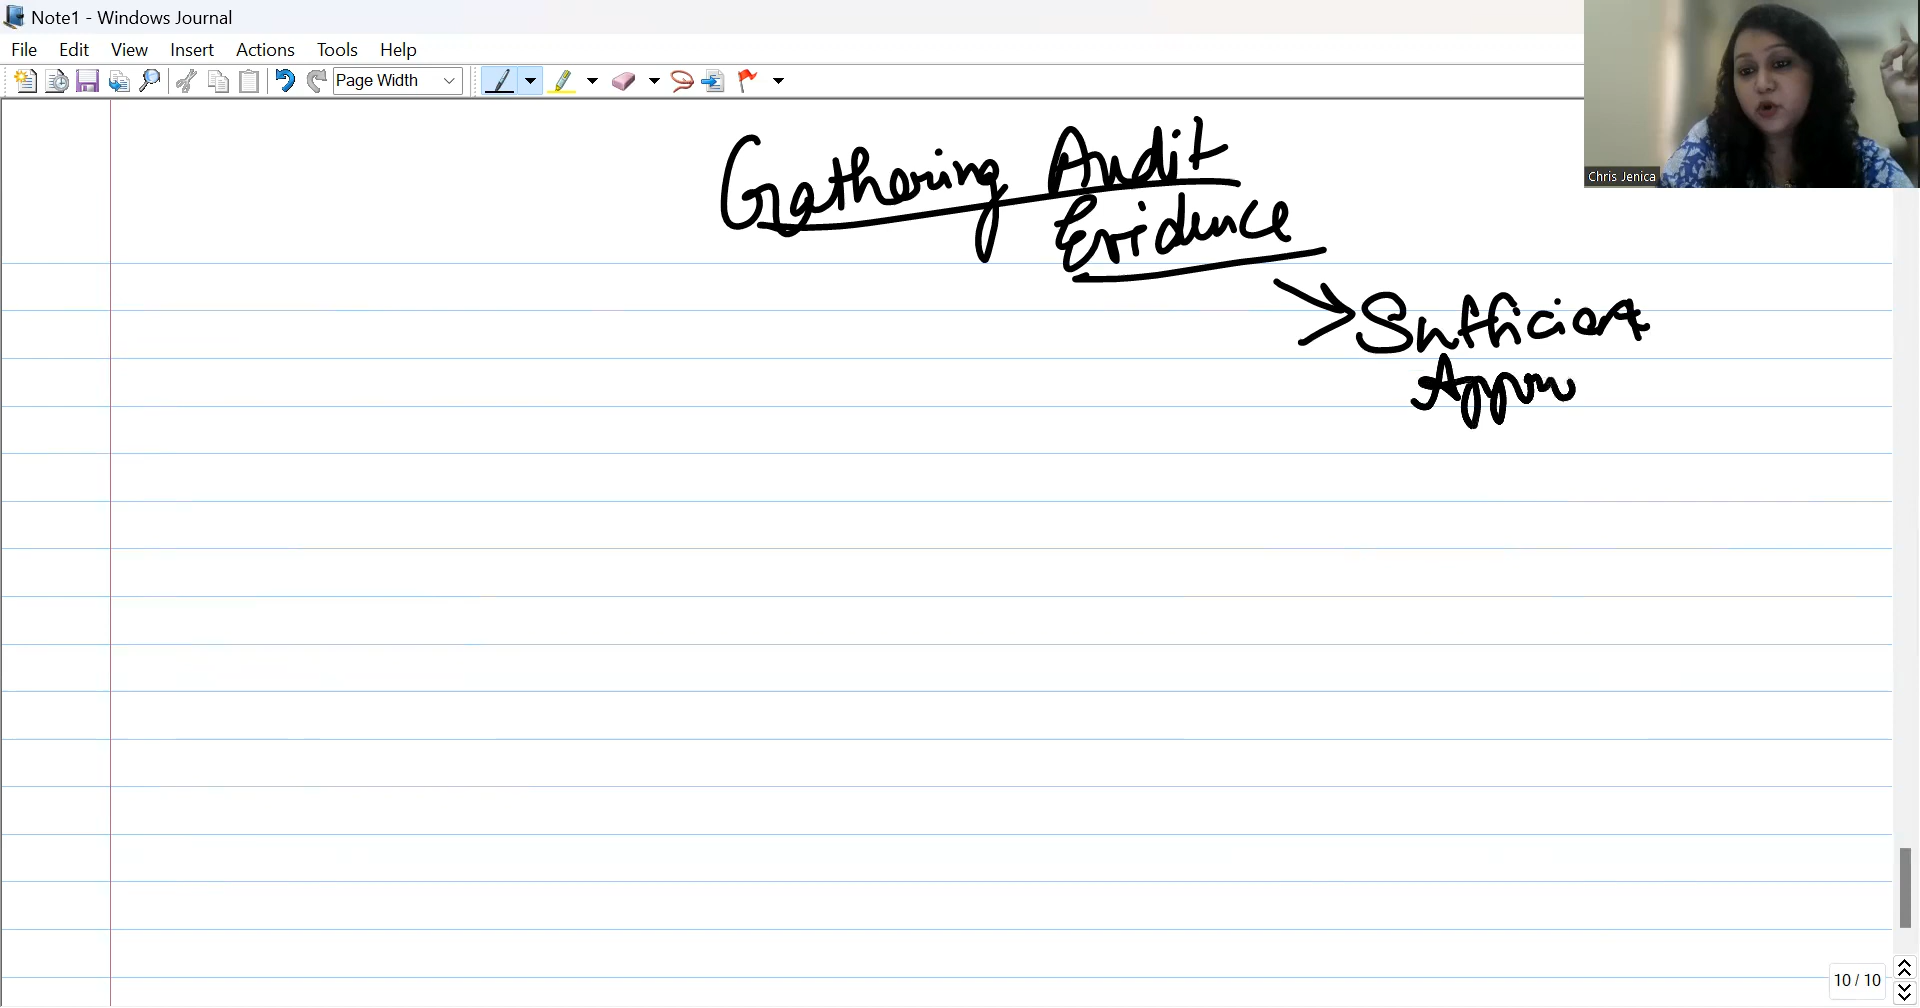 Note1 - Windows Journal
File Edit View Insert Actions Tools Help
Page Width
Chris Jenica
Gathering Audit
Evidence
Sufficient
10 / 10